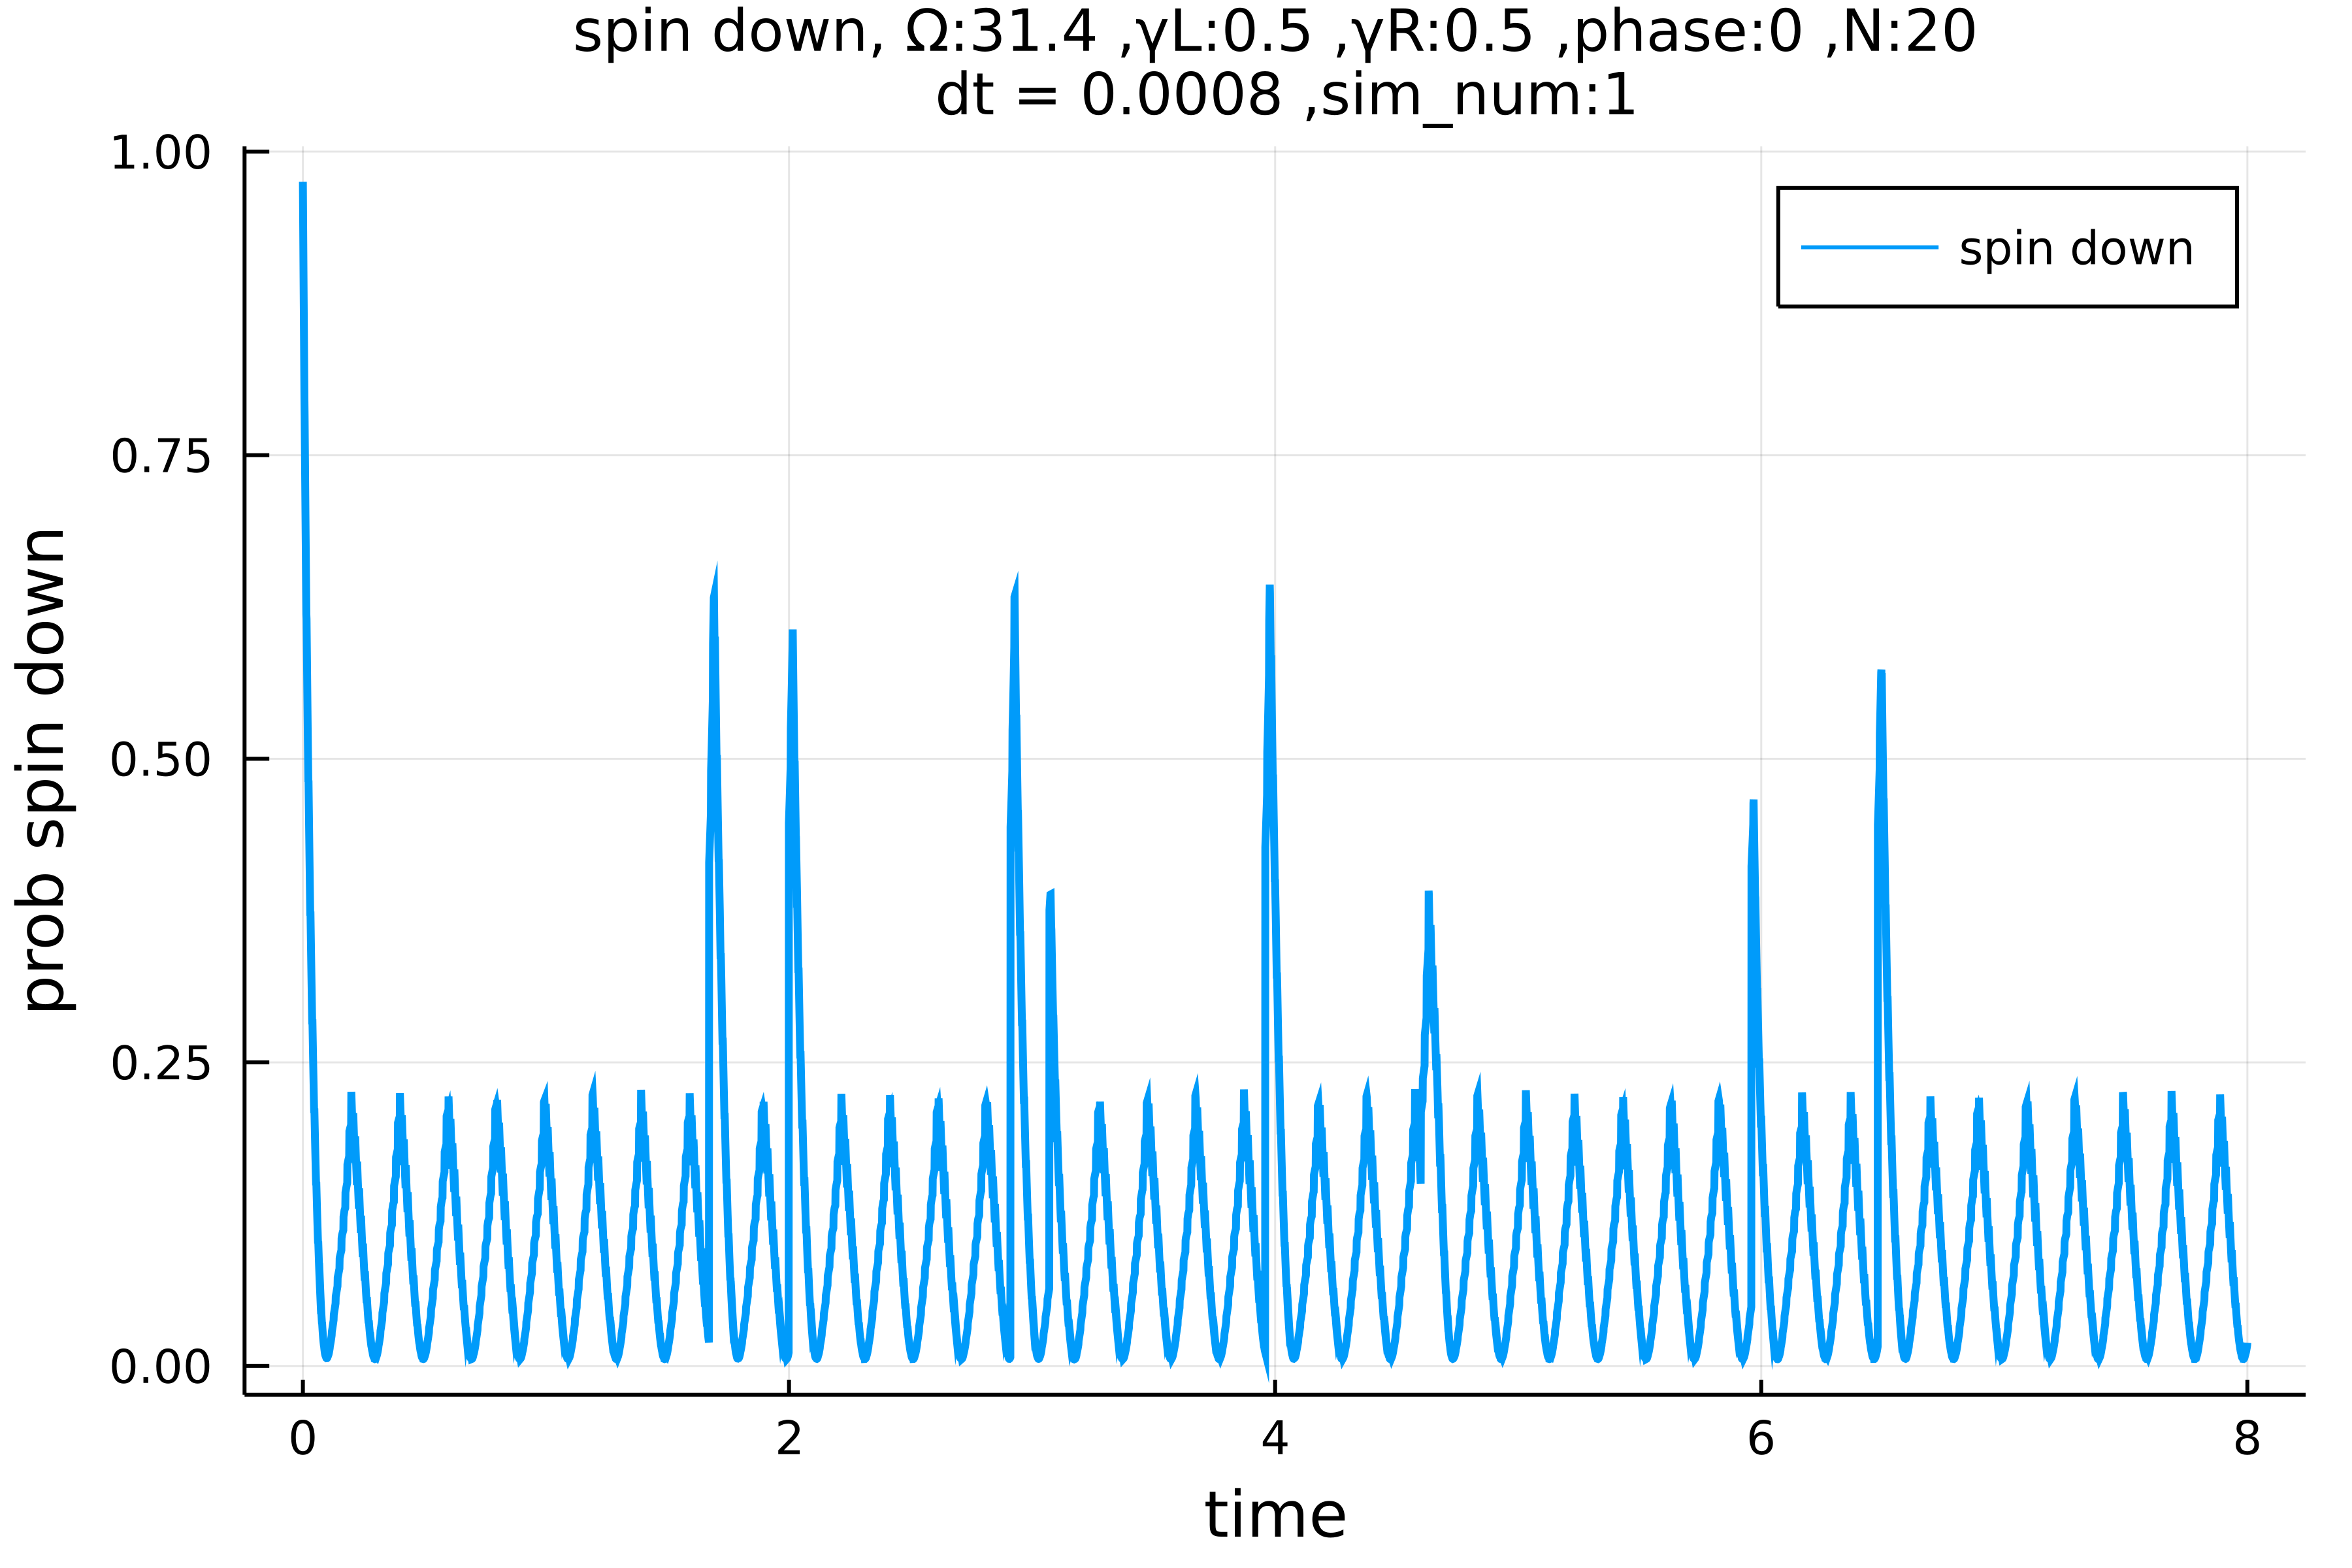 spin down, Ω:31.4 ,γL:0.5 ,γR:0.5 ,phase:0 ,N:20
dt = 0.0008 ,sim_num:1
1.00
0.75
0.50
0.25
0.00
prob spin down
spin down
0 2 4 6 8
time